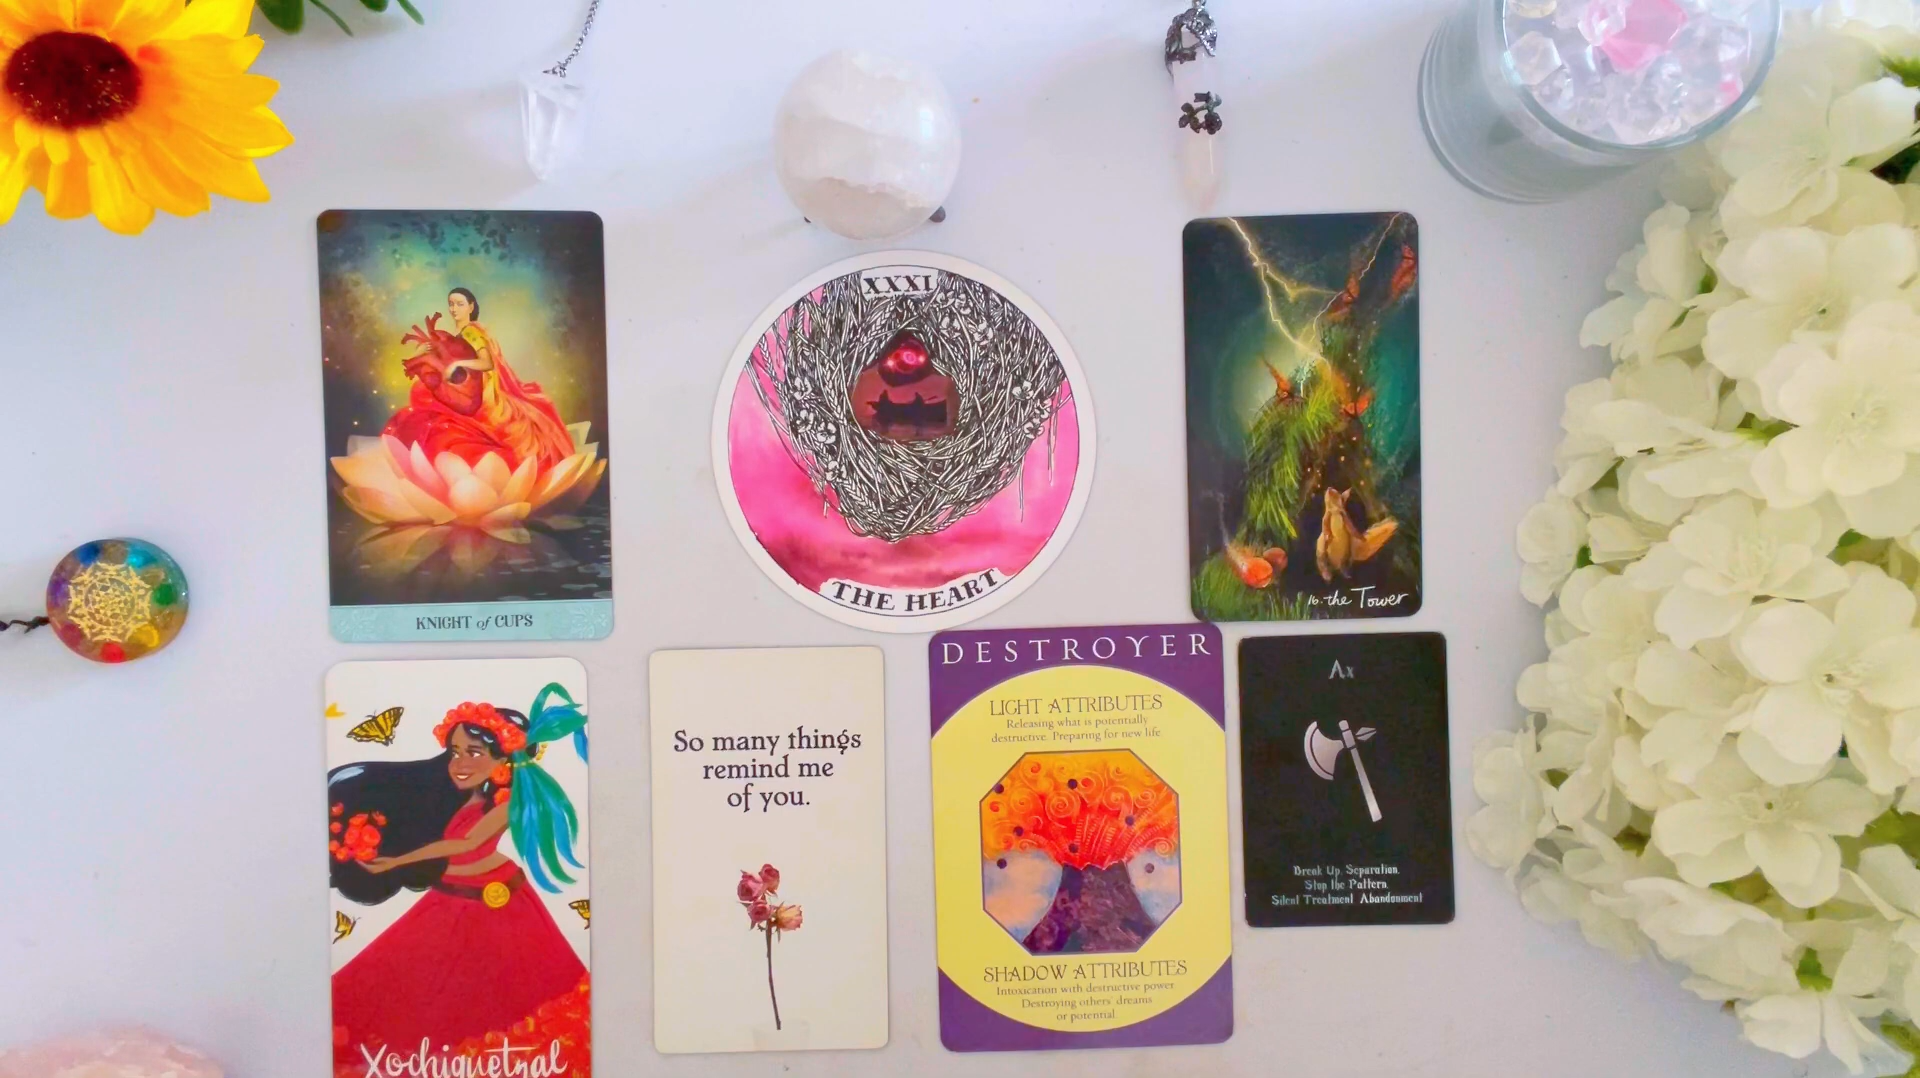 KNIGHT of CUPS
XXXI
THE HEART
16. the Tower
Xochiquetzal
So many things
remind me
of you.
DESTROYER
LIGHT ATTRIBUTES
Releasing what is potentially
destructive. Preparing for new life.
SHADOW ATTRIBUTES
Intoxication with destructive power
Destroying others' dreams
or potential.
Ax
Break Up, Separation,
Stop the Pattern,
Silent Treatment Abandonment